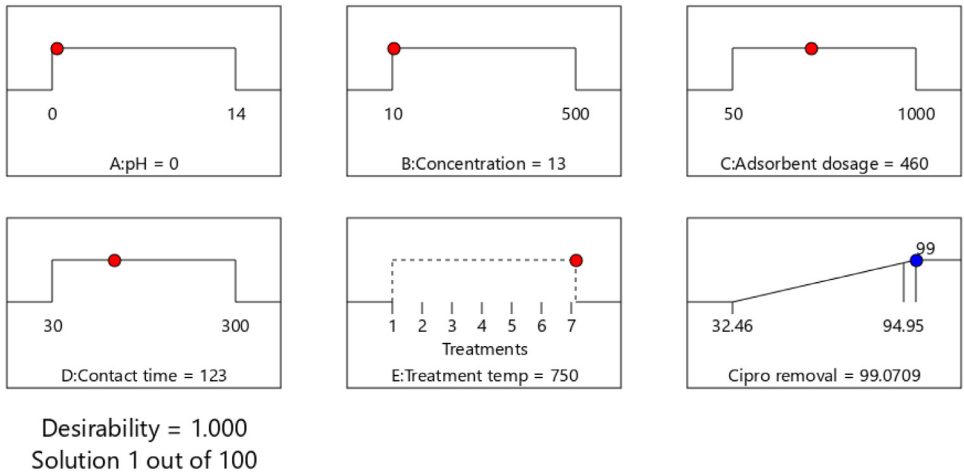 0 14
A:pH = 0
10 500
B:Concentration = 13
50 1000
C:Adsorbent dosage = 460
30 300
D:Contact time = 123
1 2 3 4 5 6 7
Treatments
E:Treatment temp = 750
99
32.46 94.95
Cipro removal = 99.0709
Desirability = 1.000
Solution 1 out of 100